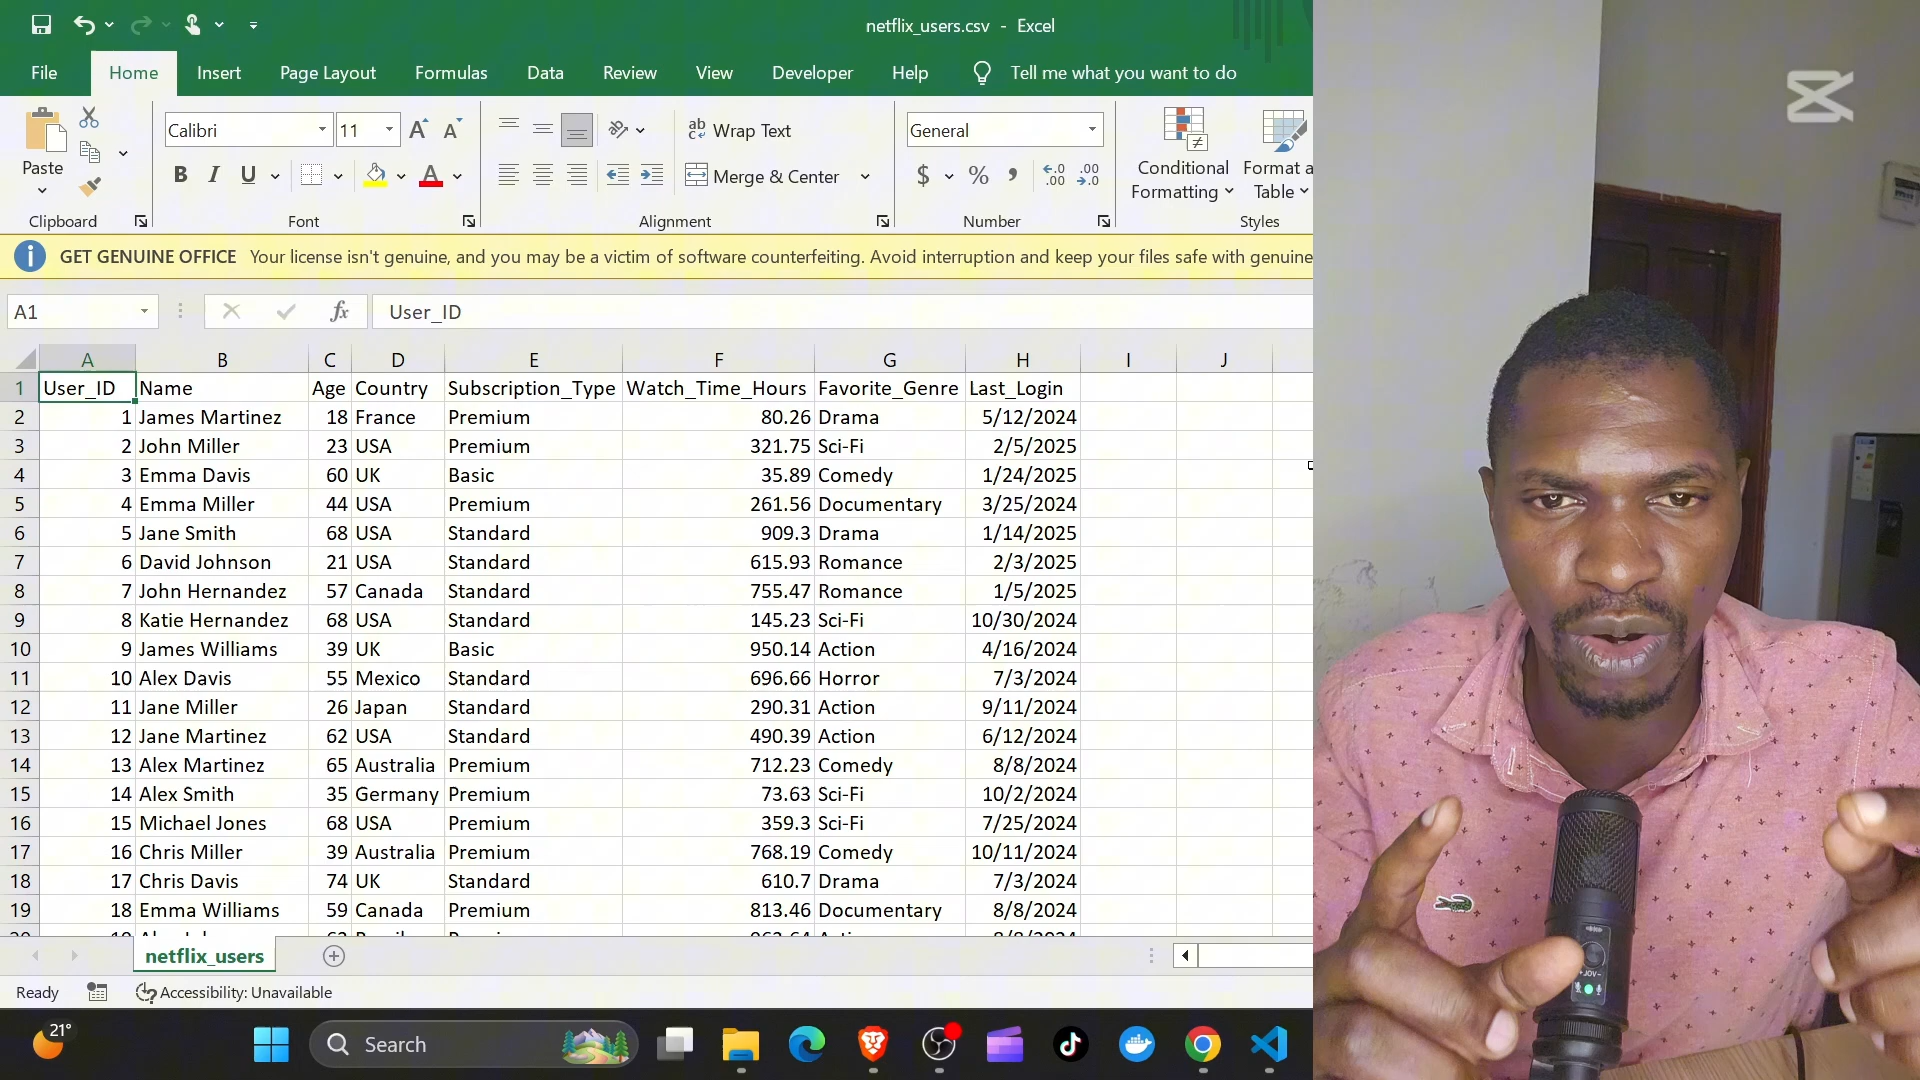 netflix_users.csv - Excel
File Home Insert Page Layout Formulas Data Review View Developer Help Tell me what you want to do
Calibri 11 Wrap Text General
Paste Merge & Center Conditional Formatting Format a Table
B I U A $ % , .00 .0
Clipboard Font Alignment Number Styles
GET GENUINE OFFICE Your license isn't genuine, and you may be a victim of software counterfeiting. Avoid interruption and keep your files safe with genuine
A1 fx User_ID
A B C D E F G H I J
1 User_ID Name Age Country Subscription_Type Watch_Time_Hours Favorite_Genre Last_Login
2 1 James Martinez 18 France Premium 80.26 Drama 5/12/2024
3 2 John Miller 23 USA Premium 321.75 Sci-Fi 2/5/2025
4 3 Emma Davis 60 UK Basic 35.89 Comedy 1/24/2025
5 4 Emma Miller 44 USA Premium 261.56 Documentary 3/25/2024
6 5 Jane Smith 68 USA Standard 909.3 Drama 1/14/2025
7 6 David Johnson 21 USA Standard 615.93 Romance 2/3/2025
8 7 John Hernandez 57 Canada Standard 755.47 Romance 1/5/2025
9 8 Katie Hernandez 68 USA Standard 145.23 Sci-Fi 10/30/2024
10 9 James Williams 39 UK Basic 950.14 Action 4/16/2024
11 10 Alex Davis 55 Mexico Standard 696.66 Horror 7/3/2024
12 11 Jane Miller 26 Japan Standard 290.31 Action 9/11/2024
13 12 Jane Martinez 62 USA Standard 490.39 Action 6/12/2024
14 13 Alex Martinez 65 Australia Premium 712.23 Comedy 8/8/2024
15 14 Alex Smith 35 Germany Premium 73.63 Sci-Fi 10/2/2024
16 15 Michael Jones 68 USA Premium 359.3 Sci-Fi 7/25/2024
17 16 Chris Miller 39 Australia Premium 768.19 Comedy 10/11/2024
18 17 Chris Davis 74 UK Standard 610.7 Drama 7/3/2024
19 18 Emma Williams 59 Canada Premium 813.46 Documentary 8/8/2024
netflix_users
Ready Accessibility: Unavailable
21° Search